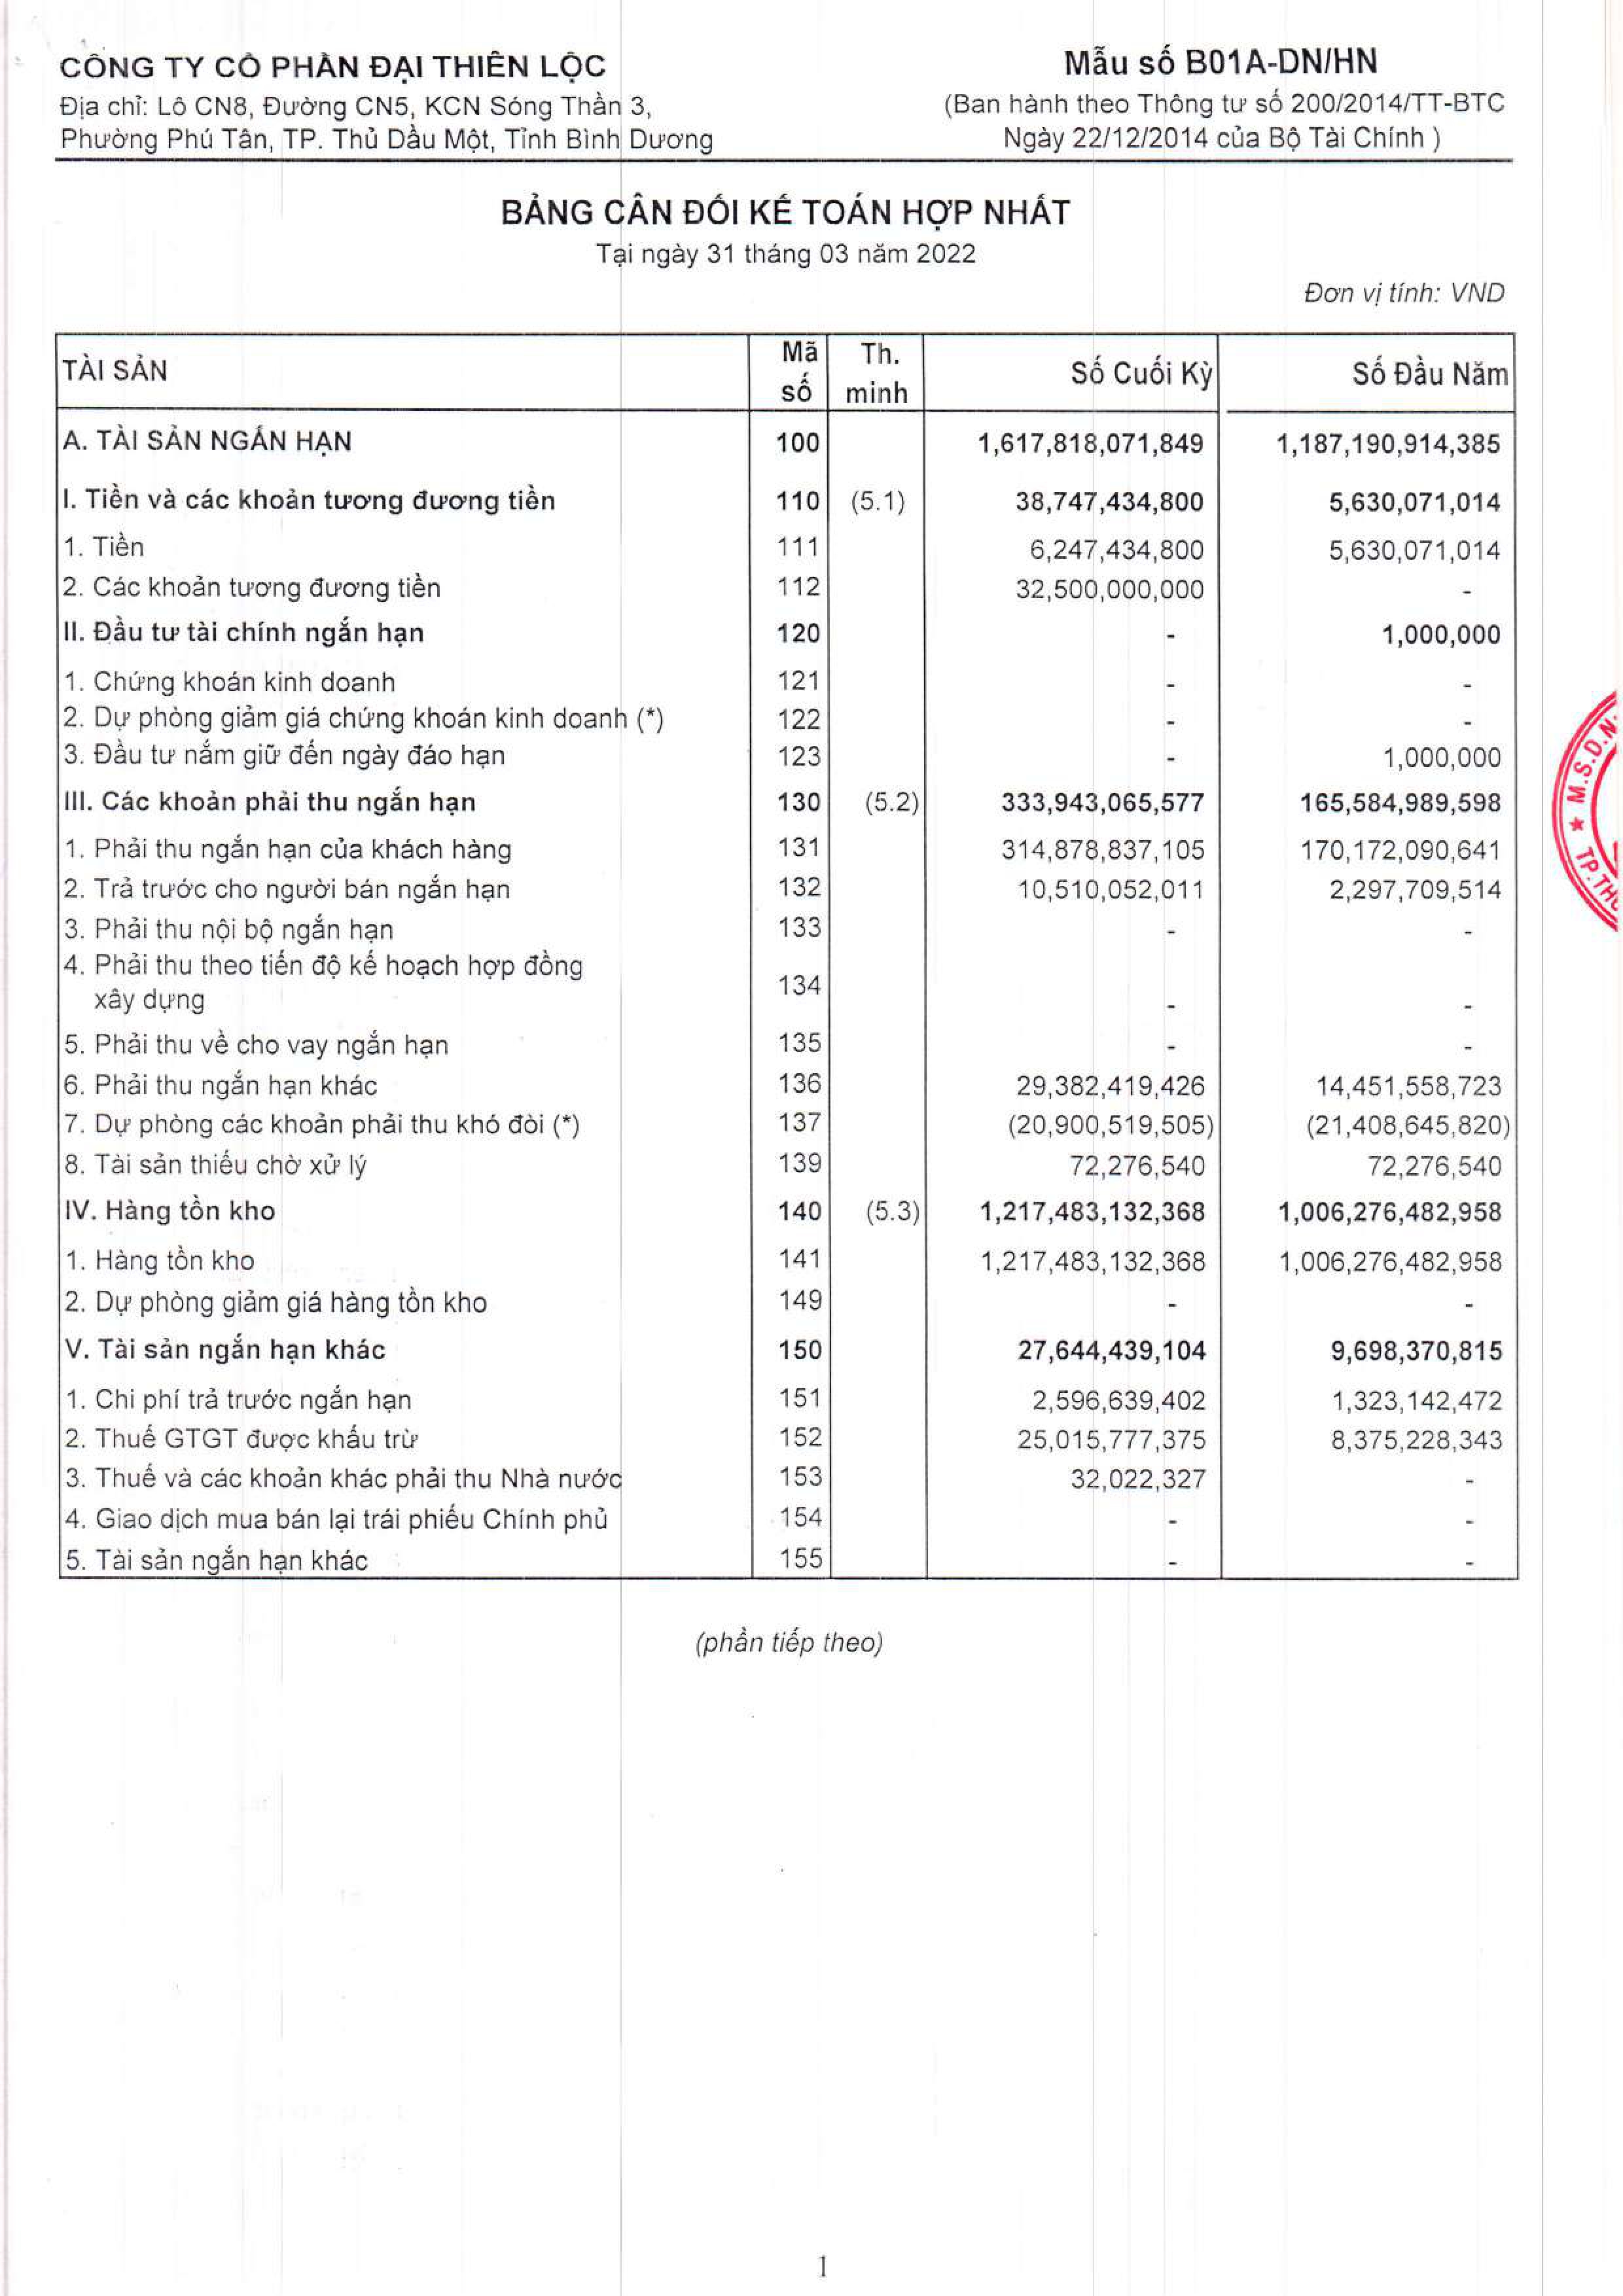 CÔNG TY CỔ PHẦN ĐẠI THIÊN LỘC
Địa chỉ: Lô CN8, Đường CN5, KCN Sóng Thần 3,
Phường Phú Tân, TP. Thủ Dầu Một, Tỉnh Bình Dương
Mẫu số B01A-DN/HN
(Ban hành theo Thông tư số 200/2014/TT-BTC
Ngày 22/12/2014 của Bộ Tài Chính )
BẢNG CÂN ĐỐI KẾ TOÁN HỢP NHẤT
Tại ngày 31 tháng 03 năm 2022
Đơn vị tính: VND
TÀI SẢN Mã số Th. minh Số Cuối Kỳ Số Đầu Năm
A. TÀI SẢN NGẮN HẠN 100 1,617,818,071,849 1,187,190,914,385
I. Tiền và các khoản tương đương tiền 110 (5.1) 38,747,434,800 5,630,071,014
1. Tiền 111 6,247,434,800 5,630,071,014
2. Các khoản tương đương tiền 112 32,500,000,000 -
II. Đầu tư tài chính ngắn hạn 120 - 1,000,000
1. Chứng khoán kinh doanh 121 - -
2. Dự phòng giảm giá chứng khoán kinh doanh (*) 122 - -
3. Đầu tư nắm giữ đến ngày đáo hạn 123 - 1,000,000
III. Các khoản phải thu ngắn hạn 130 (5.2) 333,943,065,577 165,584,989,598
1. Phải thu ngắn hạn của khách hàng 131 314,878,837,105 170,172,090,641
2. Trả trước cho người bán ngắn hạn 132 10,510,052,011 2,297,709,514
3. Phải thu nội bộ ngắn hạn 133 - -
4. Phải thu theo tiến độ kế hoạch hợp đồng
xây dựng 134 - -
5. Phải thu về cho vay ngắn hạn 135 - -
6. Phải thu ngắn hạn khác 136 29,382,419,426 14,451,558,723
7. Dự phòng các khoản phải thu khó đòi (*) 137 (20,900,519,505) (21,408,645,820)
8. Tài sản thiếu chờ xử lý 139 72,276,540 72,276,540
IV. Hàng tồn kho 140 (5.3) 1,217,483,132,368 1,006,276,482,958
1. Hàng tồn kho 141 1,217,483,132,368 1,006,276,482,958
2. Dự phòng giảm giá hàng tồn kho 149 - -
V. Tài sản ngắn hạn khác 150 27,644,439,104 9,698,370,815
1. Chi phí trả trước ngắn hạn 151 2,596,639,402 1,323,142,472
2. Thuế GTGT được khấu trừ 152 25,015,777,375 8,375,228,343
3. Thuế và các khoản khác phải thu Nhà nước 153 32,022,327 -
4. Giao dịch mua bán lại trái phiếu Chính phủ 154 - -
5. Tài sản ngắn hạn khác 155 - -
(phần tiếp theo)
★ M.S.D.N
1